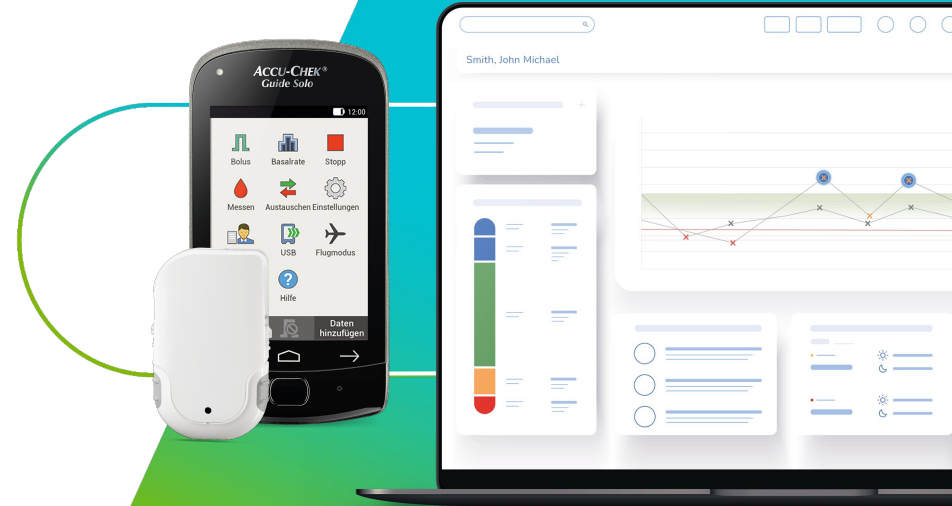 ACCU-CHEK®
Guide Solo
12:00
Bolus
Basalrate
Stopp
Messen
Austauschen
Einstellungen
USB
Flugmodus
Hilfe
Daten
hinzufügen
Smith, John Michael